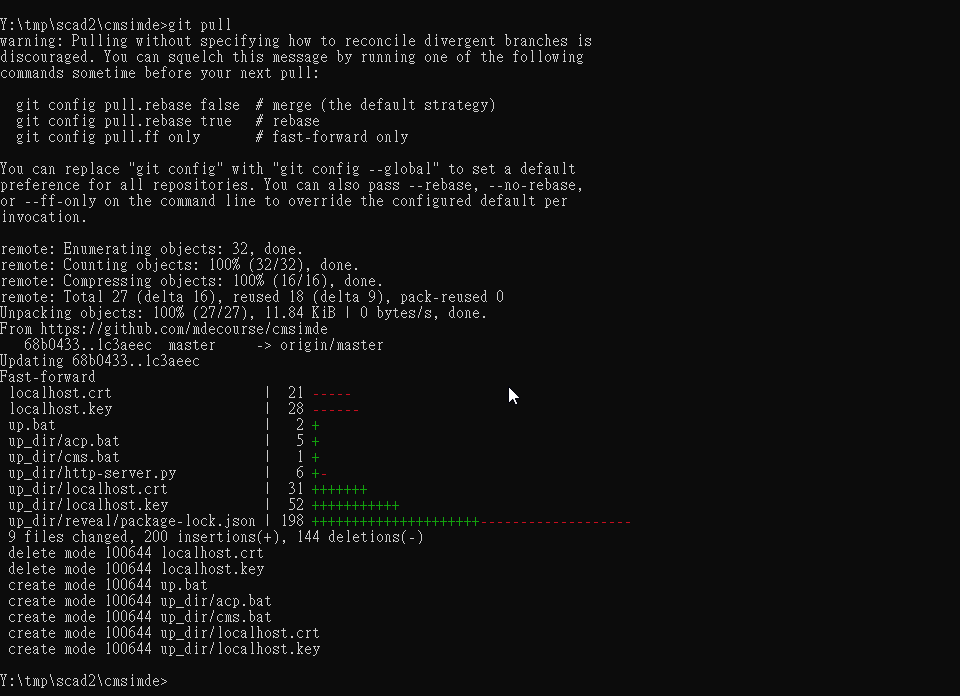 Y:\tmp\scad2\cmsimde>git pull
warning: Pulling without specifying how to reconcile divergent branches is
discouraged. You can squelch this message by running one of the following
commands sometime before your next pull:

  git config pull.rebase false  # merge (the default strategy)
  git config pull.rebase true   # rebase
  git config pull.ff only       # fast-forward only

You can replace "git config" with "git config --global" to set a default
preference for all repositories. You can also pass --rebase, --no-rebase,
or --ff-only on the command line to override the configured default per
invocation.

remote: Enumerating objects: 32, done.
remote: Counting objects: 100% (32/32), done.
remote: Compressing objects: 100% (16/16), done.
remote: Total 27 (delta 16), reused 18 (delta 9), pack-reused 0
Unpacking objects: 100% (27/27), 11.84 KiB | 0 bytes/s, done.
From https://github.com/mdecourse/cmsimde
   68b0433..1c3aeec  master     -> origin/master
Updating 68b0433..1c3aeec
Fast-forward
 localhost.crt                   |  21 -----
 localhost.key                   |  28 ------
 up.bat                          |   2 +
 up_dir/acp.bat                  |   5 +
 up_dir/cms.bat                  |   1 +
 up_dir/http-server.py           |   6 +-
 up_dir/localhost.crt            |  31 +++++++
 up_dir/localhost.key            |  52 +++++++++++
 up_dir/reveal/package-lock.json | 198 +++++++++++++++++++++-------------------
 9 files changed, 200 insertions(+), 144 deletions(-)
 delete mode 100644 localhost.crt
 delete mode 100644 localhost.key
 create mode 100644 up.bat
 create mode 100644 up_dir/acp.bat
 create mode 100644 up_dir/cms.bat
 create mode 100644 up_dir/localhost.crt
 create mode 100644 up_dir/localhost.key

Y:\tmp\scad2\cmsimde>